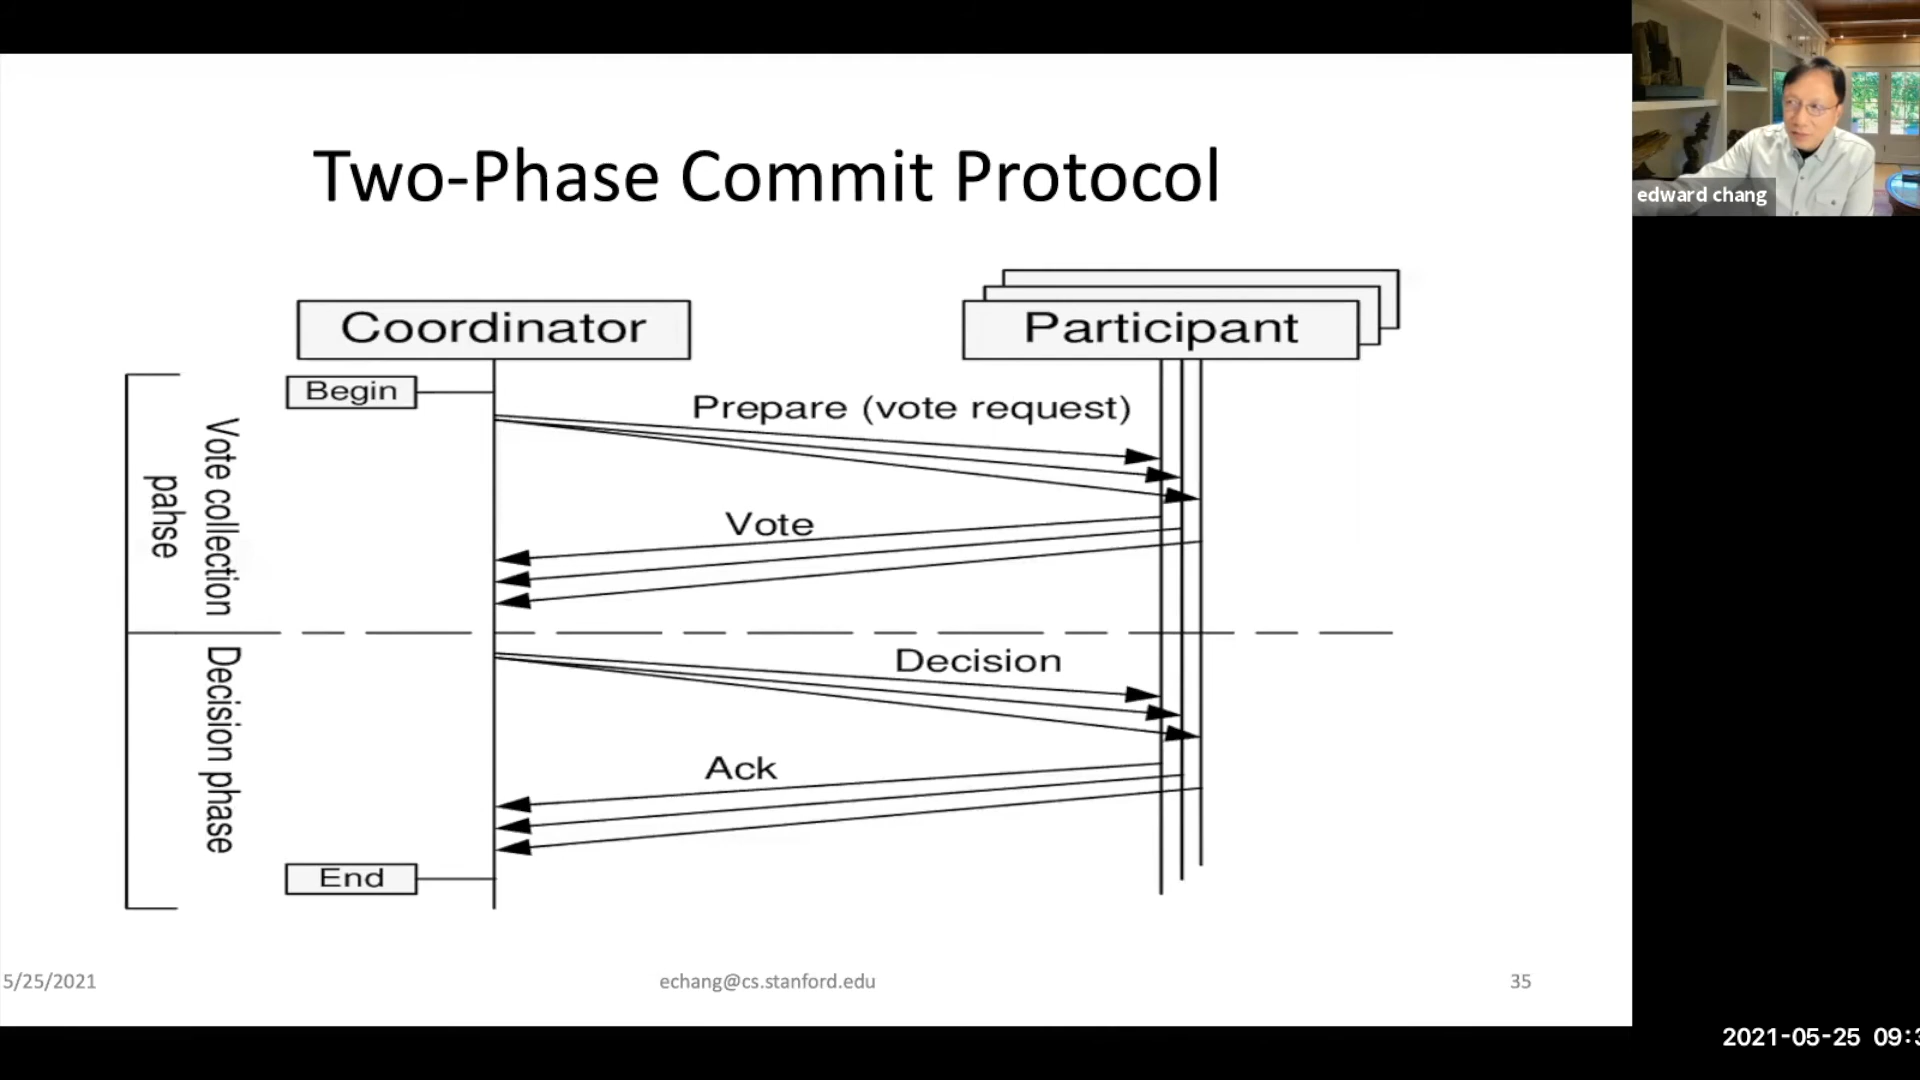 Two-Phase Commit Protocol
edward chang
Coordinator
Participant
Begin
Prepare (vote request)
Vote collection
pahse
Vote
Decision
Decision phase
Ack
End
5/25/2021
echang@cs.stanford.edu
35
2021-05-25 09:3